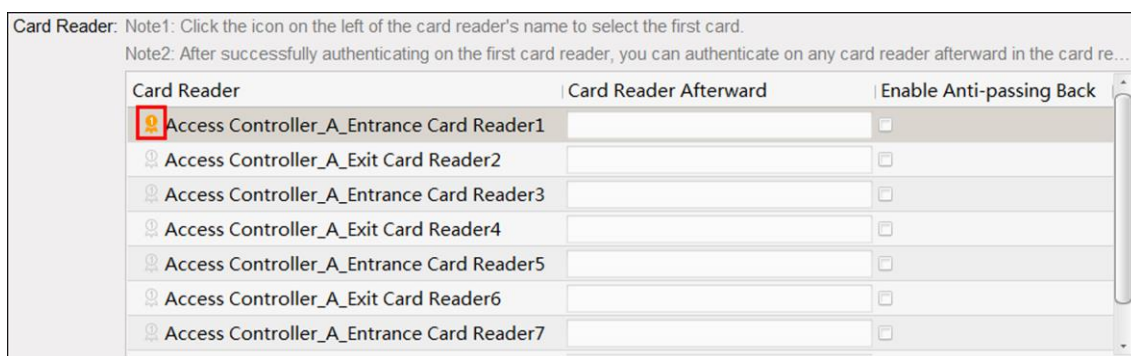 Card Reader: Note1: Click the icon on the left of the card reader's name to select the first card.
Note2: After successfully authenticating on the first card reader, you can authenticate on any card reader afterward in the card re...
Card Reader Card Reader Afterward Enable Anti-passing Back
Access Controller_A_Entrance Card Reader1
Access Controller_A_Exit Card Reader2
Access Controller_A_Entrance Card Reader3
Access Controller_A_Exit Card Reader4
Access Controller_A_Entrance Card Reader5
Access Controller_A_Exit Card Reader6
Access Controller_A_Entrance Card Reader7